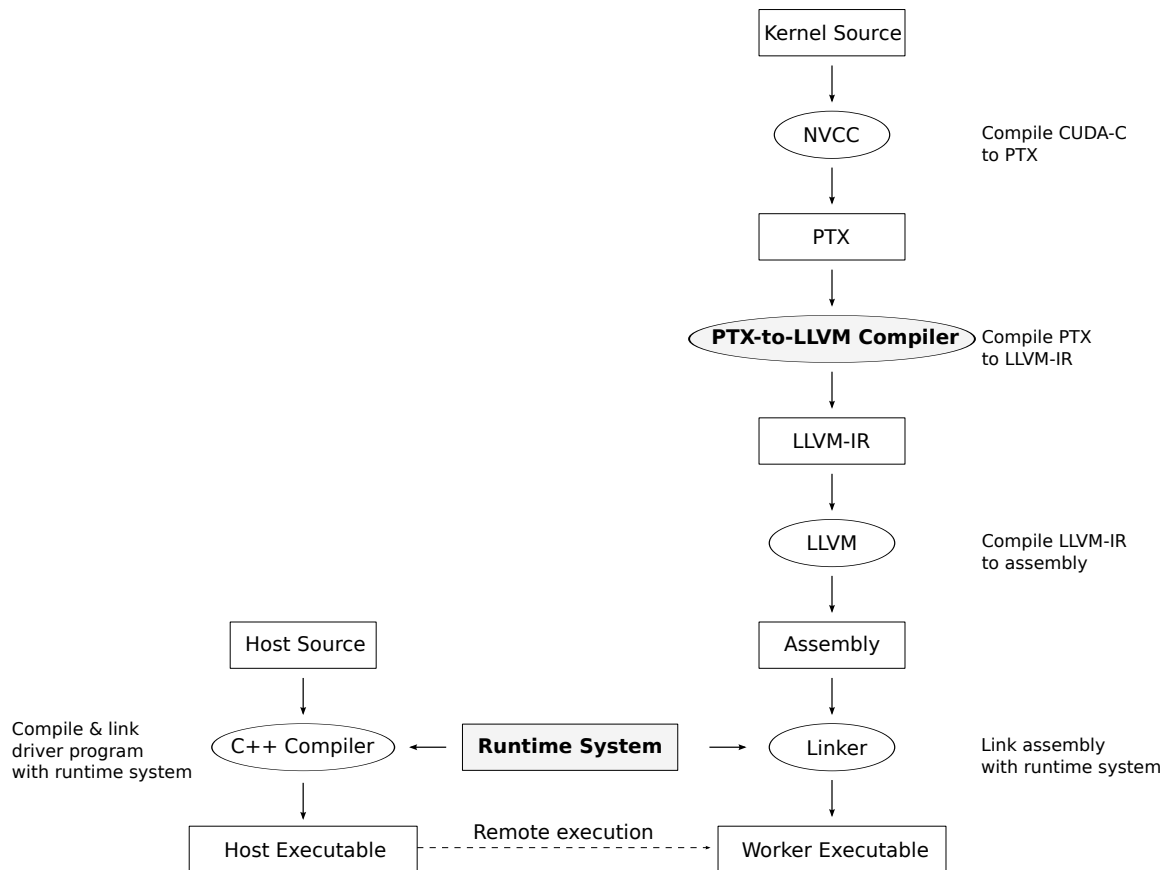 Kernel Source
NVCC
Compile CUDA-C
to PTX
PTX
PTX-to-LLVM Compiler
Compile PTX
to LLVM-IR
LLVM-IR
LLVM
Compile LLVM-IR
to assembly
Host Source
Assembly
Compile & link
driver program
with runtime system
C++ Compiler
Runtime System
Linker
Link assembly
with runtime system
Host Executable
Remote execution
Worker Executable